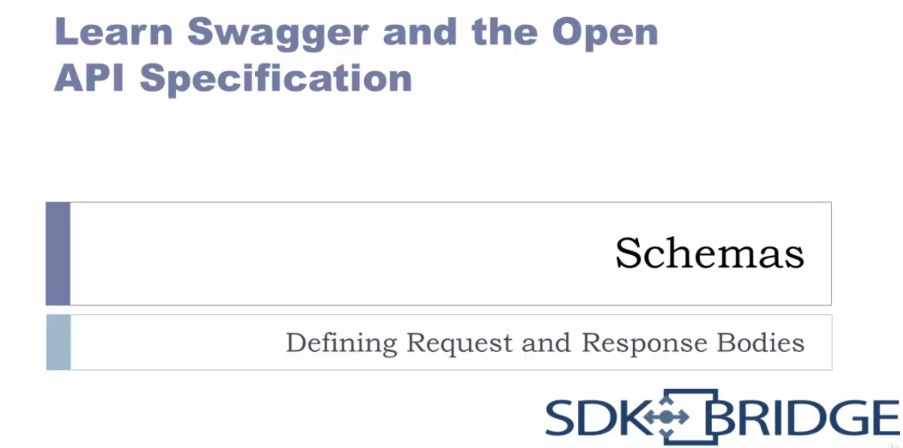 Learn Swagger and the Open
API Specification
Schemas
Defining Request and Response Bodies
SDK BRIDGE